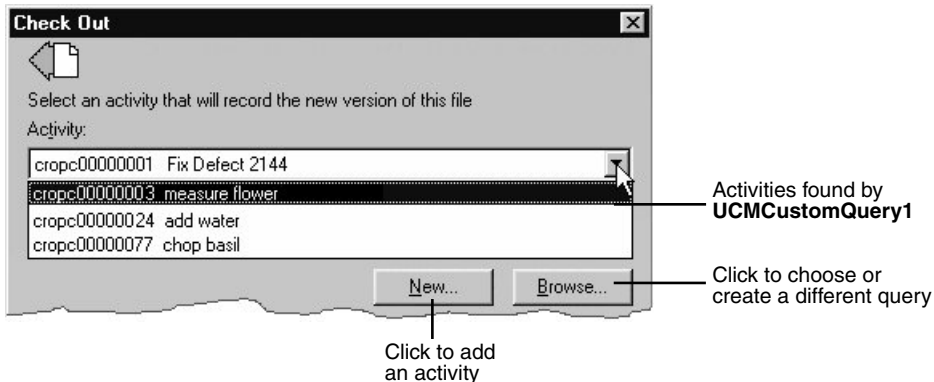 Check Out
Select an activity that will record the new version of this file
Activity:
cropc00000001 Fix Defect 2144
cropc00000003 measure flower
cropc00000024 add water
cropc00000077 chop basil
Activities found by
UCMCustomQuery1
New...
Browse...
Click to choose or
create a different query
Click to add
an activity